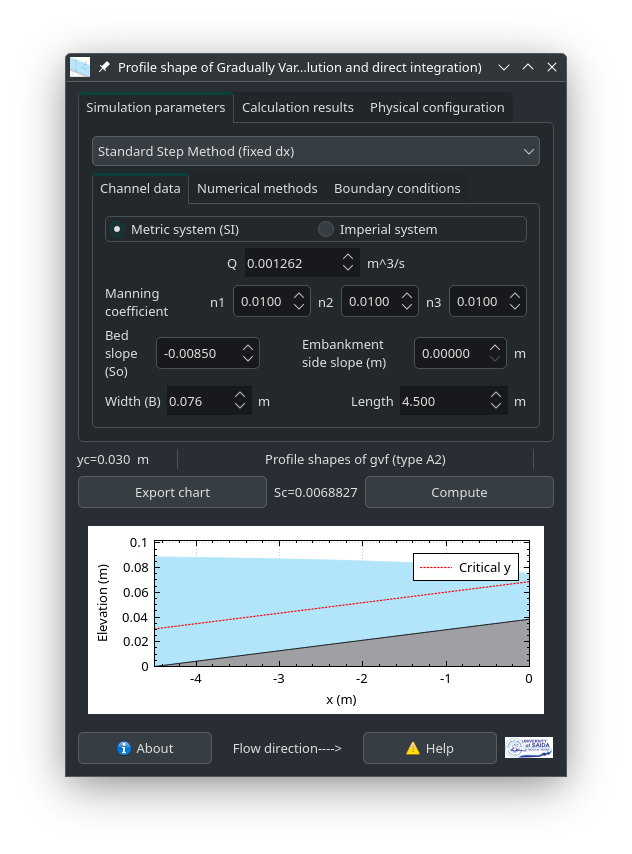 Profile shape of Gradually Var...lution and direct integration)
Simulation parameters Calculation results Physical configuration
Standard Step Method (fixed dx)
Channel data Numerical methods Boundary conditions
Metric system (SI) Imperial system
Q 0.001262 m^3/s
Manning
coefficient
n1 0.0100 n2 0.0100 n3 0.0100
Bed
slope
(So)
-0.00850
Embankment
side slope (m)
0.00000 m
Width (B) 0.076 m Length 4.500 m
yc=0.030 m Profile shapes of gvf (type A2)
Export chart Sc=0.0068827 Compute
Elevation (m)
0.1
0.08
0.06
0.04
0.02
0
Critical y
-4 -3 -2 -1 0
x (m)
About Flow direction----> Help
UNIVERSITY
of SAIDA